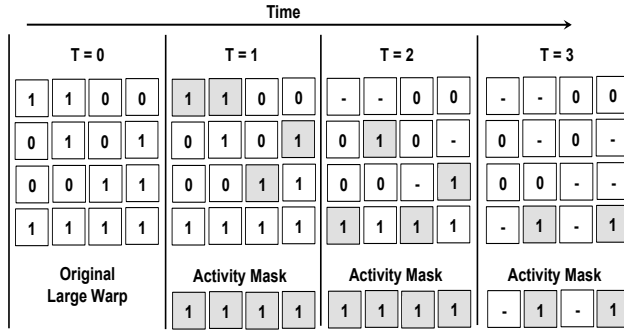 Time
T = 0 T = 1 T = 2 T = 3
1 1 0 0 1 1 0 0 - - 0 0 - - 0 0
0 1 0 1 0 1 0 1 0 1 0 - 0 - 0 -
0 0 1 1 0 0 1 1 0 0 - 1 0 0 - -
1 1 1 1 1 1 1 1 1 1 1 1 - 1 - 1
Original
Large Warp
Activity Mask Activity Mask Activity Mask
1 1 1 1 1 1 1 1 - 1 - 1